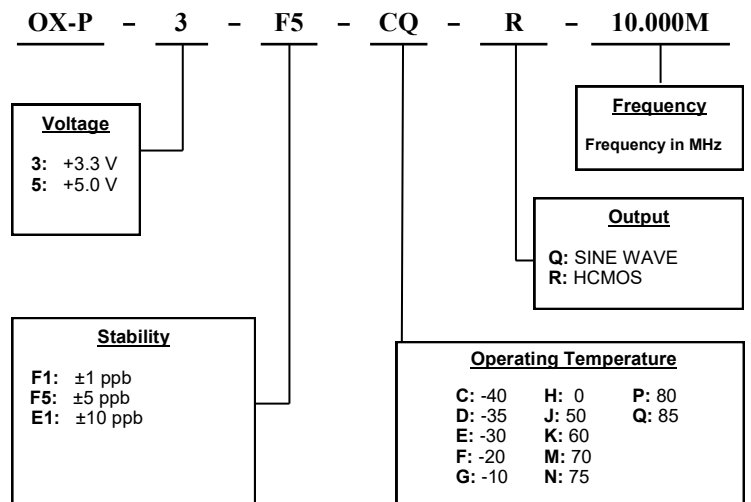 OX-P – 3 – F5 – CQ – R – 10.000M
Voltage
3: +3.3 V
5: +5.0 V
Frequency
Frequency in MHz
Output
Q: SINE WAVE
R: HCMOS
Stability
F1: ±1 ppb
F5: ±5 ppb
E1: ±10 ppb
Operating Temperature
C: -40 H: 0 P: 80
D: -35 J: 50 Q: 85
E: -30 K: 60
F: -20 M: 70
G: -10 N: 75